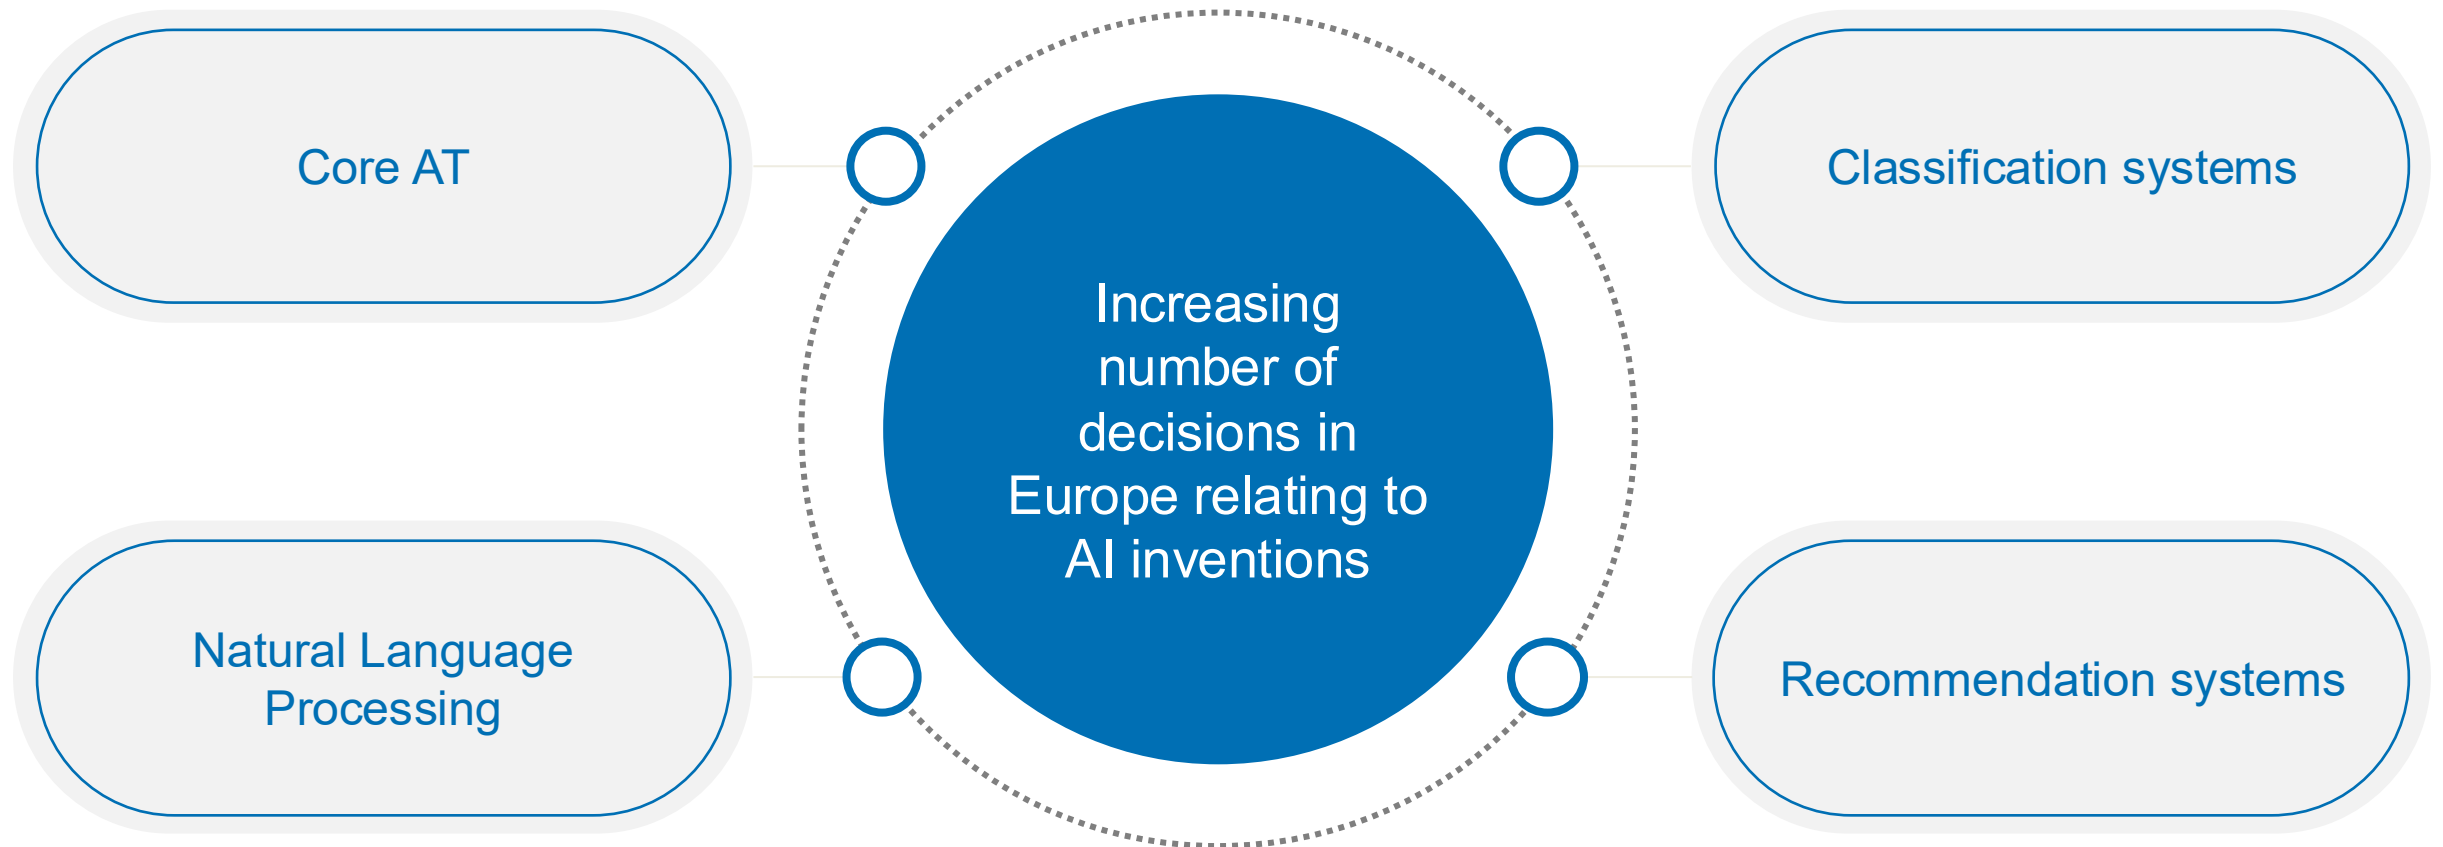 Core AT
Classification systems
Increasing
number of
decisions in
Europe relating to
AI inventions
Natural Language
Processing
Recommendation systems